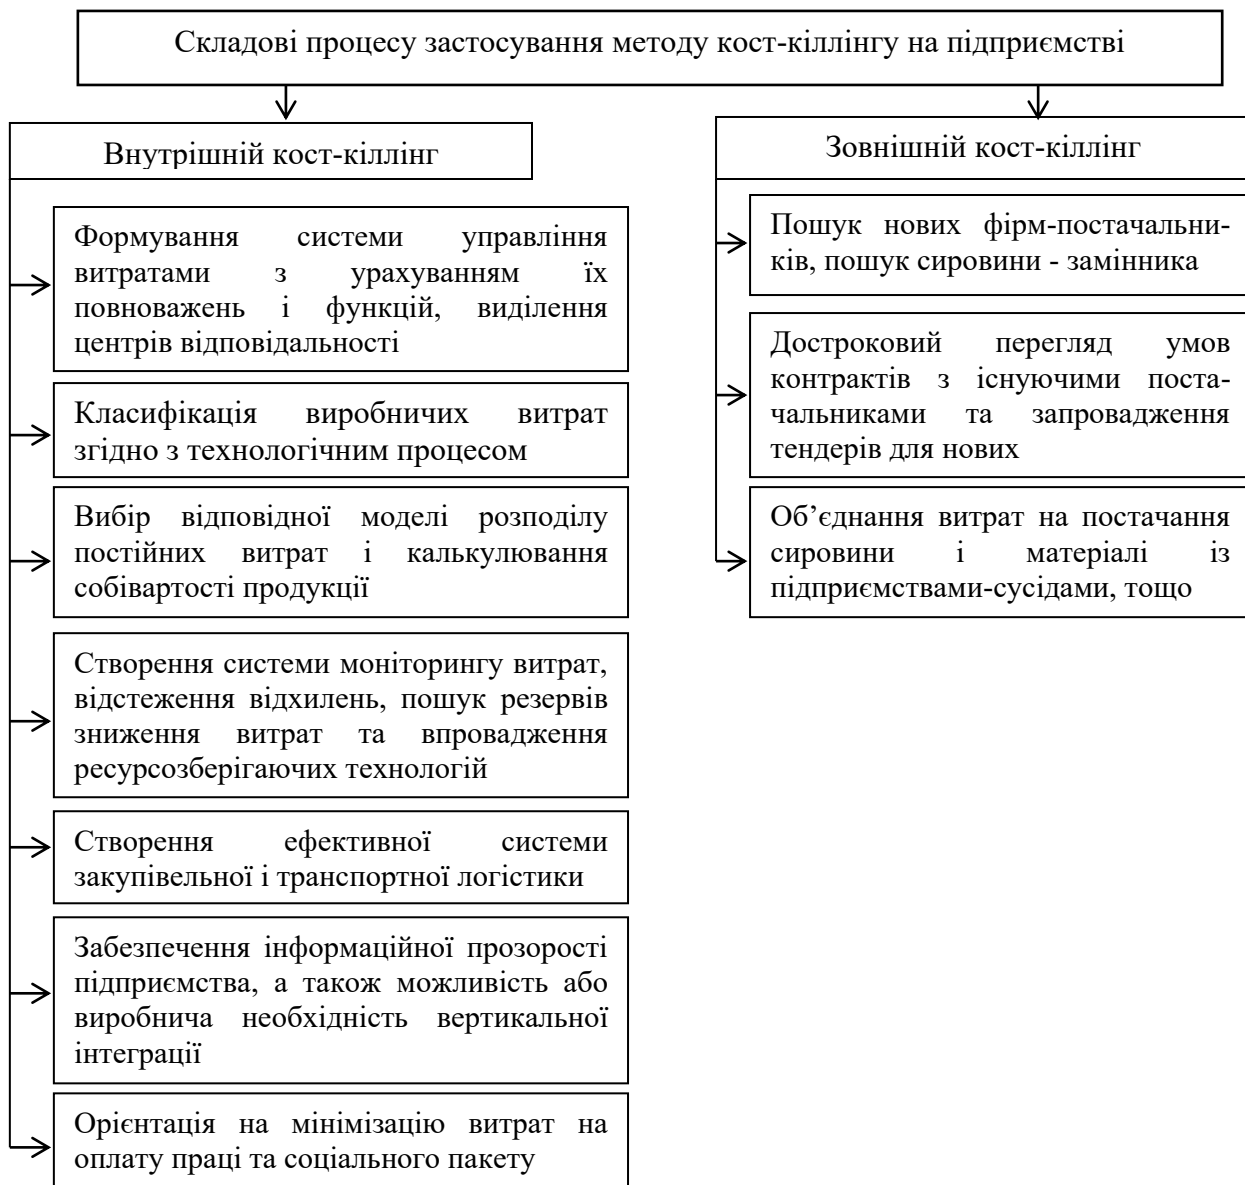 Складові процесу застосування методу кост-кіллінгу на підприємстві
Внутрішній кост-кіллінг
Формування системи управління
витратами з урахуванням їх
повноважень і функцій, виділення
центрів відповідальності
Класифікація виробничих витрат
згідно з технологічним процесом
Вибір відповідної моделі розподілу
постійних витрат і калькулювання
собівартості продукції
Створення системи моніторингу витрат,
відстеження відхилень, пошук резервів
зниження витрат та впровадження
ресурсозберігаючих технологій
Створення ефективної системи
закупівельної і транспортної логістики
Забезпечення інформаційної прозорості
підприємства, а також можливість або
виробнича необхідність вертикальної
інтеграції
Орієнтація на мінімізацію витрат на
оплату праці та соціального пакету
Зовнішній кост-кіллінг
Пошук нових фірм-постачальни-
ків, пошук сировини - замінника
Достроковий перегляд умов
контрактів з існуючими поста-
чальниками та запровадження
тендерів для нових
Об’єднання витрат на постачання
сировини і матеріалі із
підприємствами-сусідами, тощо